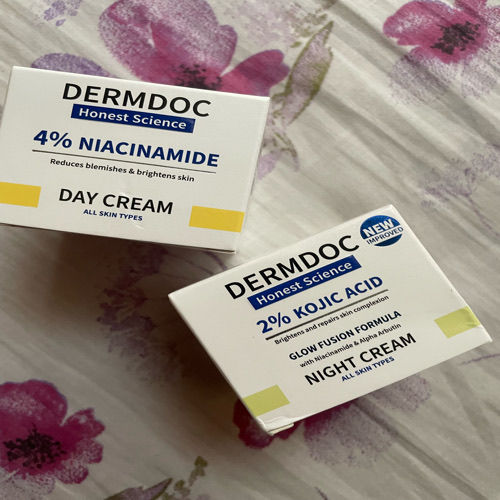 DERMDOC
Honest Science
4% NIACINAMIDE
Reduces blemishes & brightens skin
DAY CREAM
ALL SKIN TYPES
DERMDOC
NEW
IMPROVED
Honest Science
2% KOJIC ACID
Brightens and repairs skin complexion
GLOW FUSION FORMULA
with Niacinamide & Alpha Arbutin
NIGHT CREAM
ALL SKIN TYPES